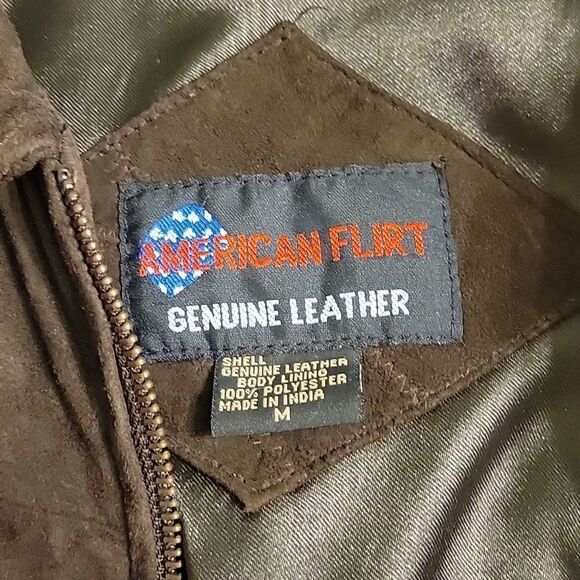 AMERICAN FLIRT
GENUINE LEATHER
SHELL
GENUINE LEATHER
BODY LINING
100% POLYESTER
MADE IN INDIA
M